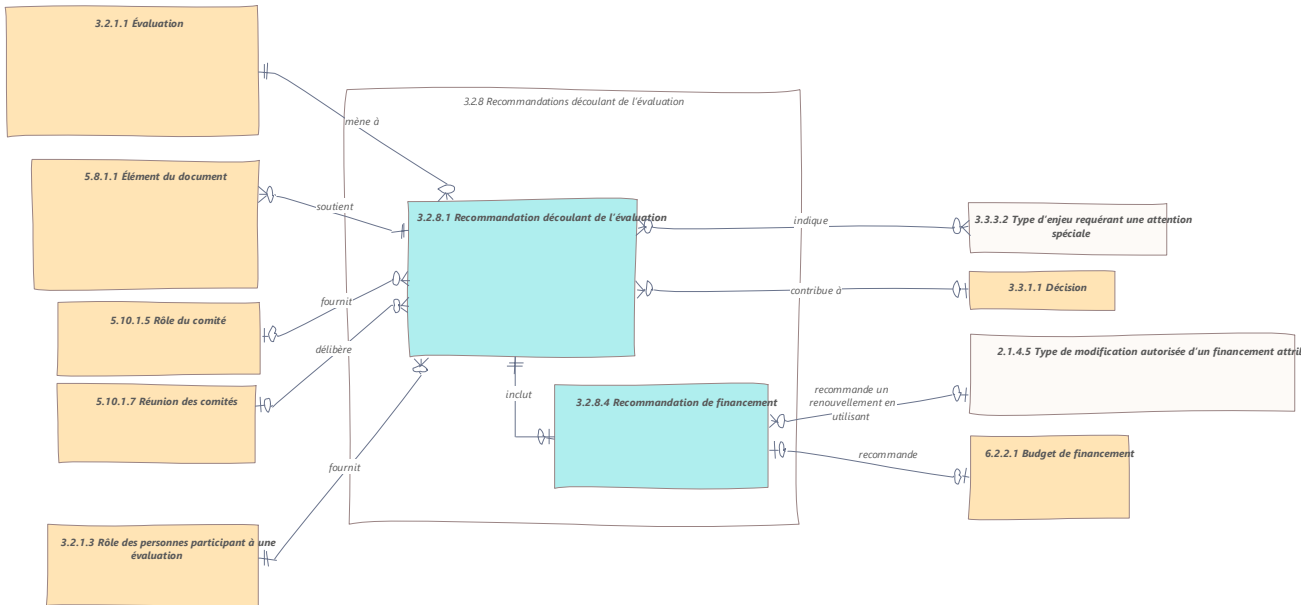 3.2.1.1 Évaluation
3.2.8 Recommandations découlant de l'évaluation
mène à
5.8.1.1 Élément du document
soutient
3.2.8.1 Recommandation découlant de l'évaluation
indique
3.3.3.2 Type d'enjeu requérant une attention
spéciale
fournit
contribue à
3.3.1.1 Décision
5.10.1.5 Rôle du comité
délibère
2.1.4.5 Type de modification autorisée d'un financement
5.10.1.7 Réunion des comités
inclut
3.2.8.4 Recommandation de financement
recommande un
renouvellement en
utilisant
6.2.2.1 Budget de financement
recommande
fournit
3.2.1.3 Rôle des personnes participant à une
évaluation